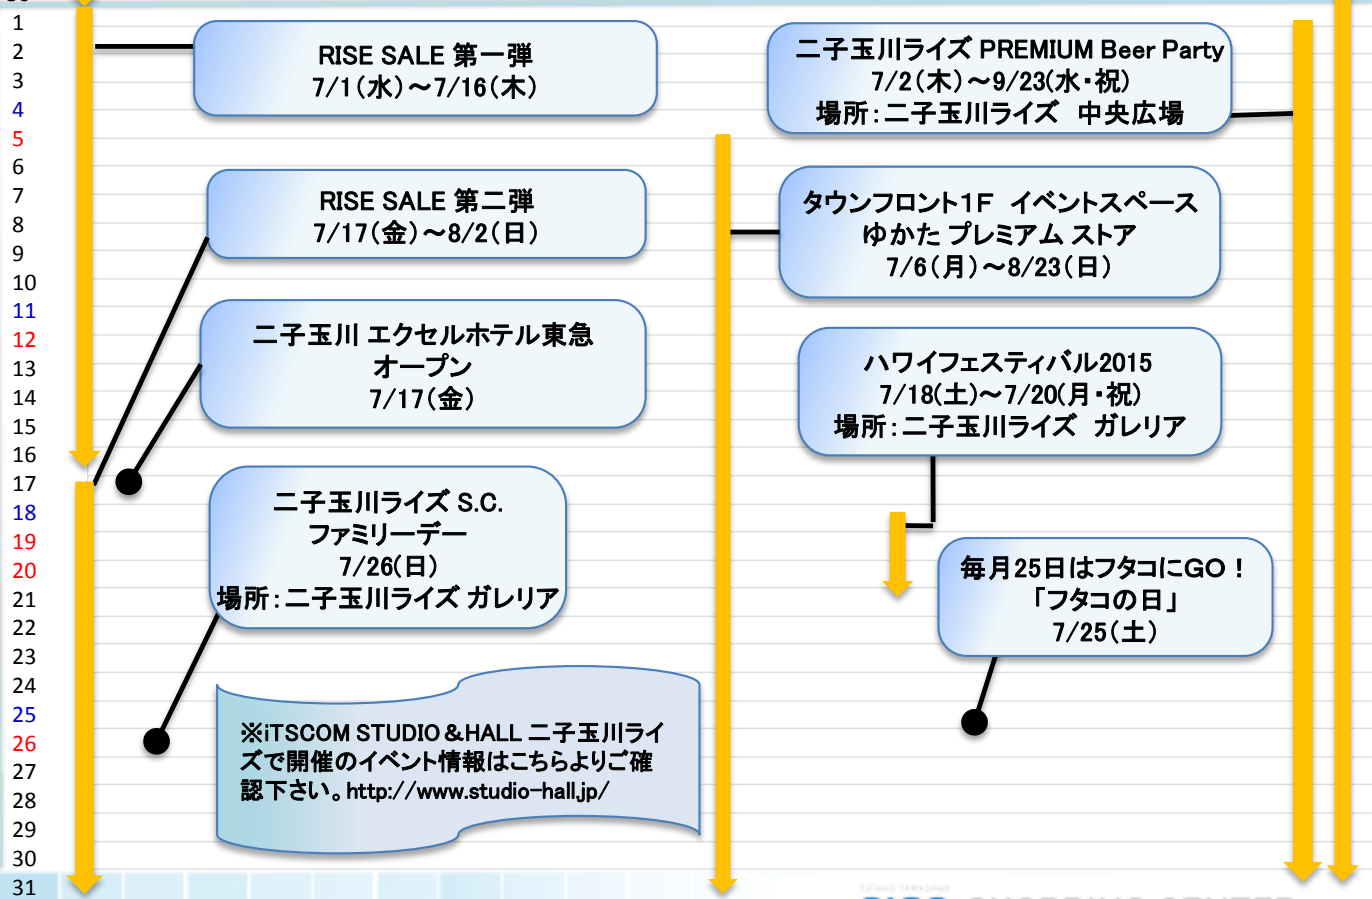 1
2
3
4
5
6
7
8
9
10
11
12
13
14
15
16
17
18
19
20
21
22
23
24
25
26
27
28
29
30
31
RISE SALE 第一弾
7/1(水)～7/16(木)
二子玉川ライズ PREMIUM Beer Party
7/2(木)～9/23(水・祝)
場所：二子玉川ライズ　中央広場
RISE SALE 第二弾
7/17(金)～8/2(日)
タウンフロント1F　イベントスペース
ゆかた プレミアム ストア
7/6(月)～8/23(日)
二子玉川 エクセルホテル東急
オープン
7/17(金)
ハワイフェスティバル2015
7/18(土)～7/20(月・祝)
場所：二子玉川ライズ　ガレリア
二子玉川ライズ S.C.
ファミリーデー
7/26(日)
場所：二子玉川ライズ ガレリア
毎月25日はフタコにGO！
「フタコの日」
7/25(土)
※iTSCOM STUDIO &HALL 二子玉川ライ
ズで開催のイベント情報はこちらよりご確
認下さい。http://www.studio-hall.jp/